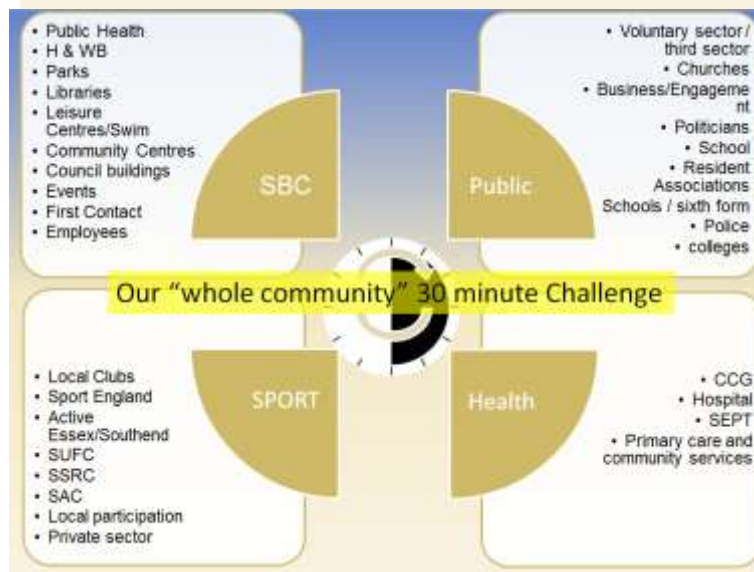 • Public Health
• H & WB
• Parks
• Libraries
• Leisure
Centres/Swim
• Community Centres
• Council buildings
• Events
• First Contact
• Employees
SBC
• Voluntary sector /
third sector
• Churches
• Business/Engageme
nt
• Politicians
• School
• Resident
Associations
Schools / sixth form
• Police
• colleges
Public
Our “whole community” 30 minute Challenge
• Local Clubs
• Sport England
• Active
Essex/Southend
• SUFC
• SSRC
• SAC
• Local participation
• Private sector
SPORT
Health
• CCG
• Hospital
• SEPT
• Primary care and
community services